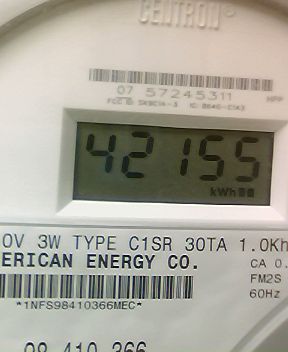 CENTRON®
07 57245311
42155
kWh
0V 3W TYPE C1SR 30TA 1.0Kh
ERICAN ENERGY CO.
CA 0.
FM2S
60Hz
*1NFS98410366MEC*
98 410 366